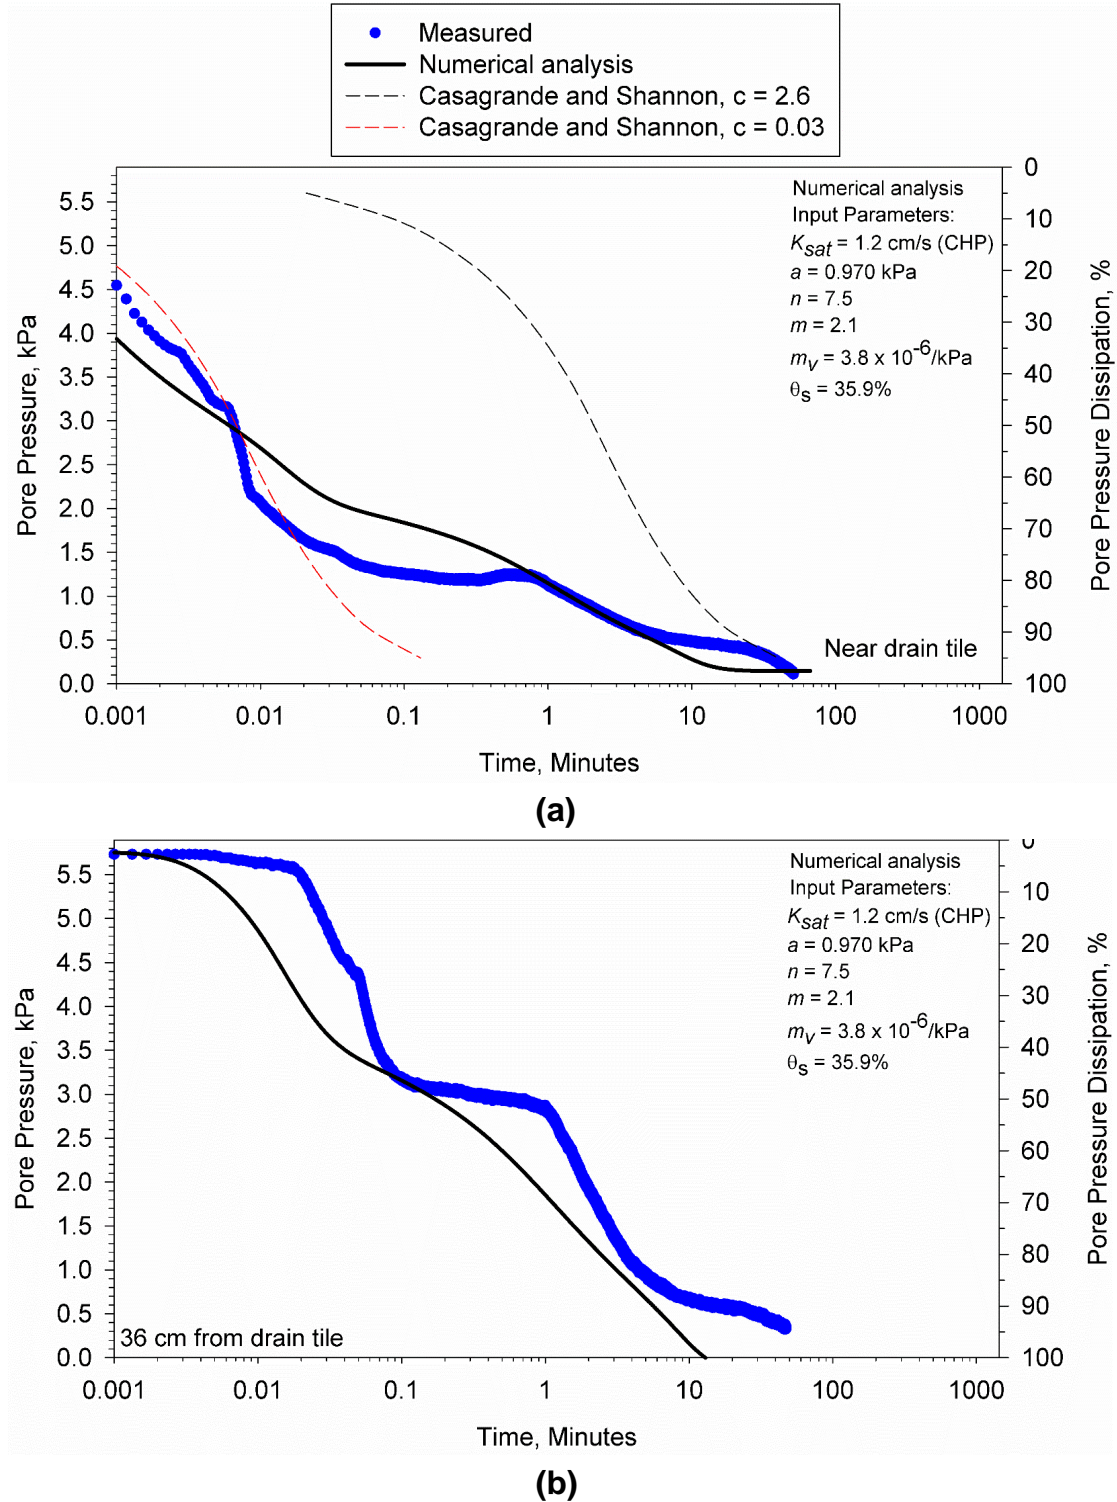 Measured
Numerical analysis
Casagrande and Shannon, c = 2.6
Casagrande and Shannon, c = 0.03
Pore Pressure, kPa
5.5
5.0
4.5
4.0
3.5
3.0
2.5
2.0
1.5
1.0
0.5
0.0
Numerical analysis
Input Parameters:
Ksat = 1.2 cm/s (CHP)
a = 0.970 kPa
n = 7.5
m = 2.1
mv = 3.8 x 10-6/kPa
θs = 35.9%
Near drain tile
0
10
20
30
40
50
60
70
80
90
100
Pore Pressure Dissipation, %
0.001 0.01 0.1 1 10 100 1000
Time, Minutes
(a)
Pore Pressure, kPa
5.5
5.0
4.5
4.0
3.5
3.0
2.5
2.0
1.5
1.0
0.5
0.0
Numerical analysis
Input Parameters:
Ksat = 1.2 cm/s (CHP)
a = 0.970 kPa
n = 7.5
m = 2.1
mv = 3.8 x 10-6/kPa
θs = 35.9%
36 cm from drain tile
0
10
20
30
40
50
60
70
80
90
100
Pore Pressure Dissipation, %
0.001 0.01 0.1 1 10 100 1000
Time, Minutes
(b)